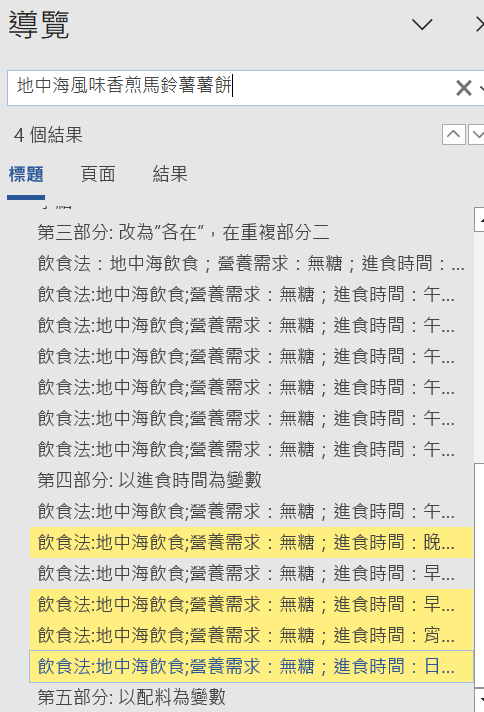 導覽
地中海風味香煎馬鈴薯薯餅
4 個結果
標題 頁面 結果
第三部分: 改為"各在",在重複部分二
飲食法：地中海飲食；營養需求：無糖；進食時間：...
飲食法:地中海飲食;營養需求：無糖；進食時間：午...
飲食法:地中海飲食;營養需求：無糖；進食時間：午...
飲食法:地中海飲食;營養需求：無糖；進食時間：午...
飲食法:地中海飲食;營養需求：無糖；進食時間：午...
飲食法:地中海飲食;營養需求：無糖；進食時間：午...
飲食法:地中海飲食;營養需求：無糖；進食時間：午...
第四部分: 以進食時間為變數
飲食法:地中海飲食;營養需求：無糖；進食時間：午...
飲食法:地中海飲食;營養需求：無糖；進食時間：晚...
飲食法:地中海飲食;營養需求：無糖；進食時間：早...
飲食法:地中海飲食;營養需求：無糖；進食時間：早...
飲食法:地中海飲食;營養需求：無糖；進食時間：宵...
飲食法:地中海飲食;營養需求：無糖；進食時間：日...
第五部分: 以配料為變數